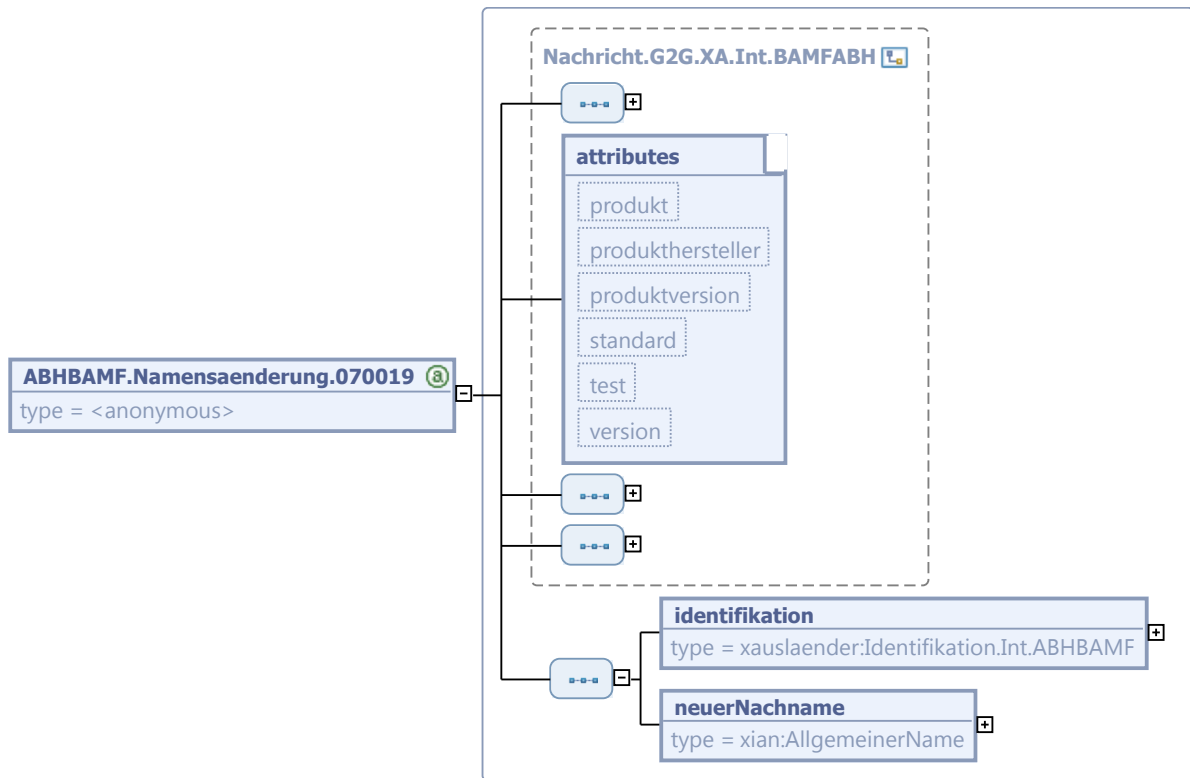 Nachricht.G2G.XA.Int.BAMFABH
attributes
produkt
produkthersteller
produktversion
standard
test
version
ABHBAMF.Namensaenderung.070019 a
type = <anonymous>
identifikation
type = xauslaender:Identifikation.Int.ABHBAMF
neuerNachname
type = xian:AllgemeinerName